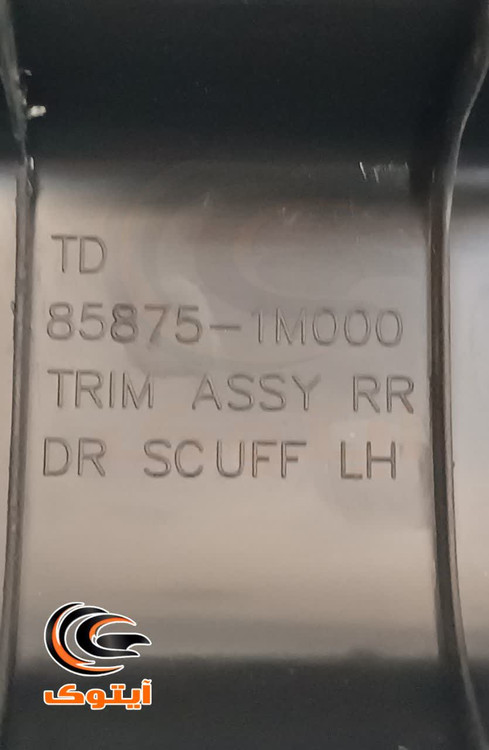 TD
85875-1M000
TRIM ASSY RR
DR SCUFF LH
آیتوک